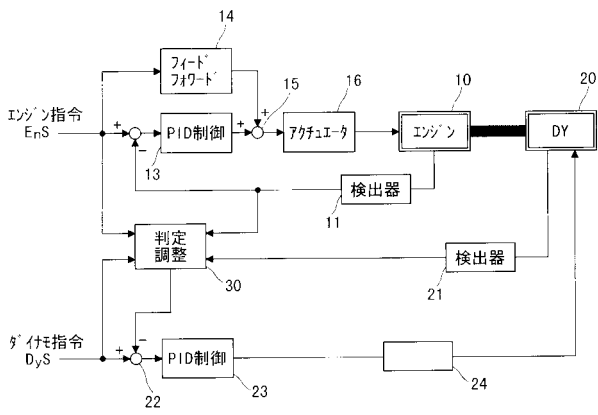 14
フィード
フォワード
15
16
10
20
エンジン指令
EnS
+
−
PID制御
13
+
+
アクチュエータ
エンジン
DY
検出器
11
判定
調整
30
検出器
21
ダイナモ指令
DyS
+
−
22
PID制御
23
24